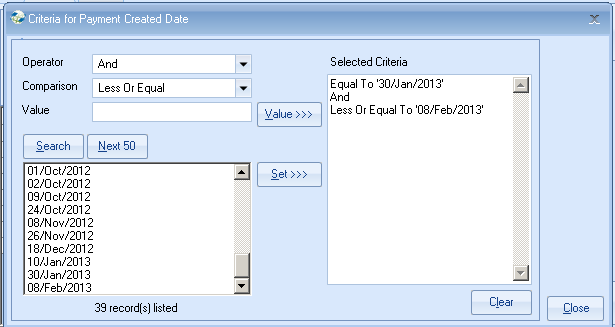 Criteria for Payment Created Date
Operator
And
Comparison
Less Or Equal
Value
Value >>>
Search
Next 50
01/Oct/2012
02/Oct/2012
09/Oct/2012
24/Oct/2012
08/Nov/2012
26/Nov/2012
18/Dec/2012
10/Jan/2013
30/Jan/2013
08/Feb/2013
39 record(s) listed
Set >>>
Selected Criteria
Equal To '30/Jan/2013'
And
Less Or Equal To '08/Feb/2013'
Clear
Close